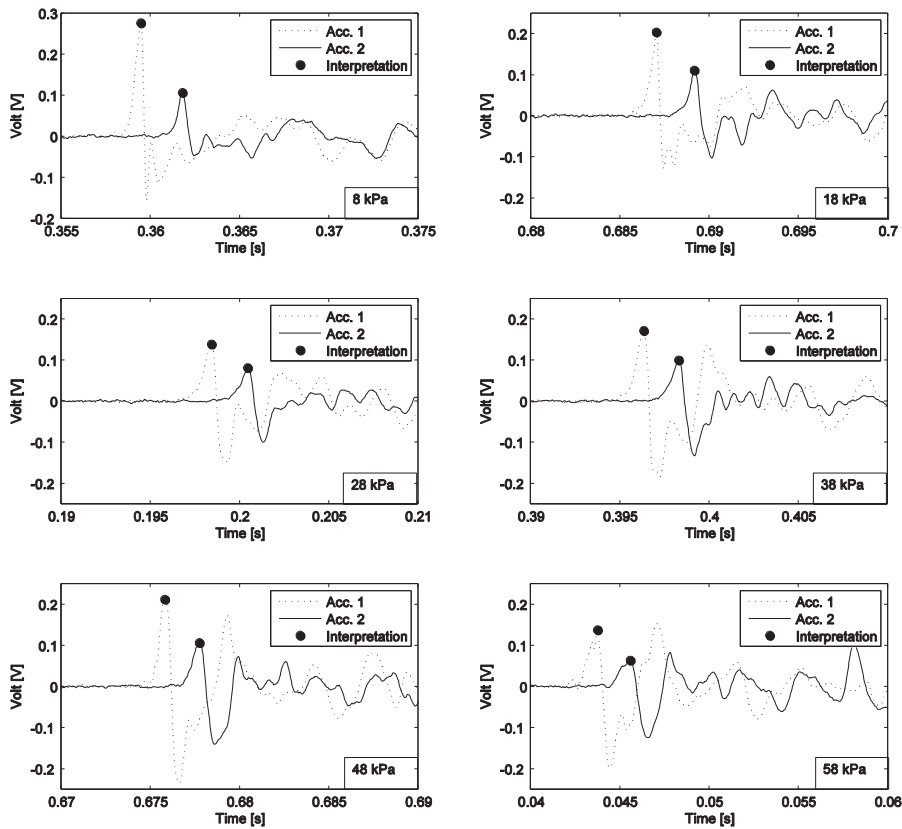 0.3
0.2
0.1
0
-0.1
-0.2
Volt [V]
Acc. 1
Acc. 2
Interpretation
8 kPa
0.355 0.36 0.365 0.37 0.375
Time [s]
0.2
0.1
0
-0.1
-0.2
Volt [V]
Acc. 1
Acc. 2
Interpretation
18 kPa
0.68 0.685 0.69 0.695 0.7
Time [s]
0.2
0.1
0
-0.1
-0.2
Volt [V]
Acc. 1
Acc. 2
Interpretation
28 kPa
0.19 0.195 0.2 0.205 0.21
Time [s]
0.2
0.1
0
-0.1
-0.2
Volt [V]
Acc. 1
Acc. 2
Interpretation
38 kPa
0.39 0.395 0.4 0.405
Time [s]
0.2
0.1
0
-0.1
-0.2
Volt [V]
Acc. 1
Acc. 2
Interpretation
48 kPa
0.67 0.675 0.68 0.685 0.69
Time [s]
0.2
0.1
0
-0.1
-0.2
Volt [V]
Acc. 1
Acc. 2
Interpretation
58 kPa
0.04 0.045 0.05 0.055 0.06
Time [s]